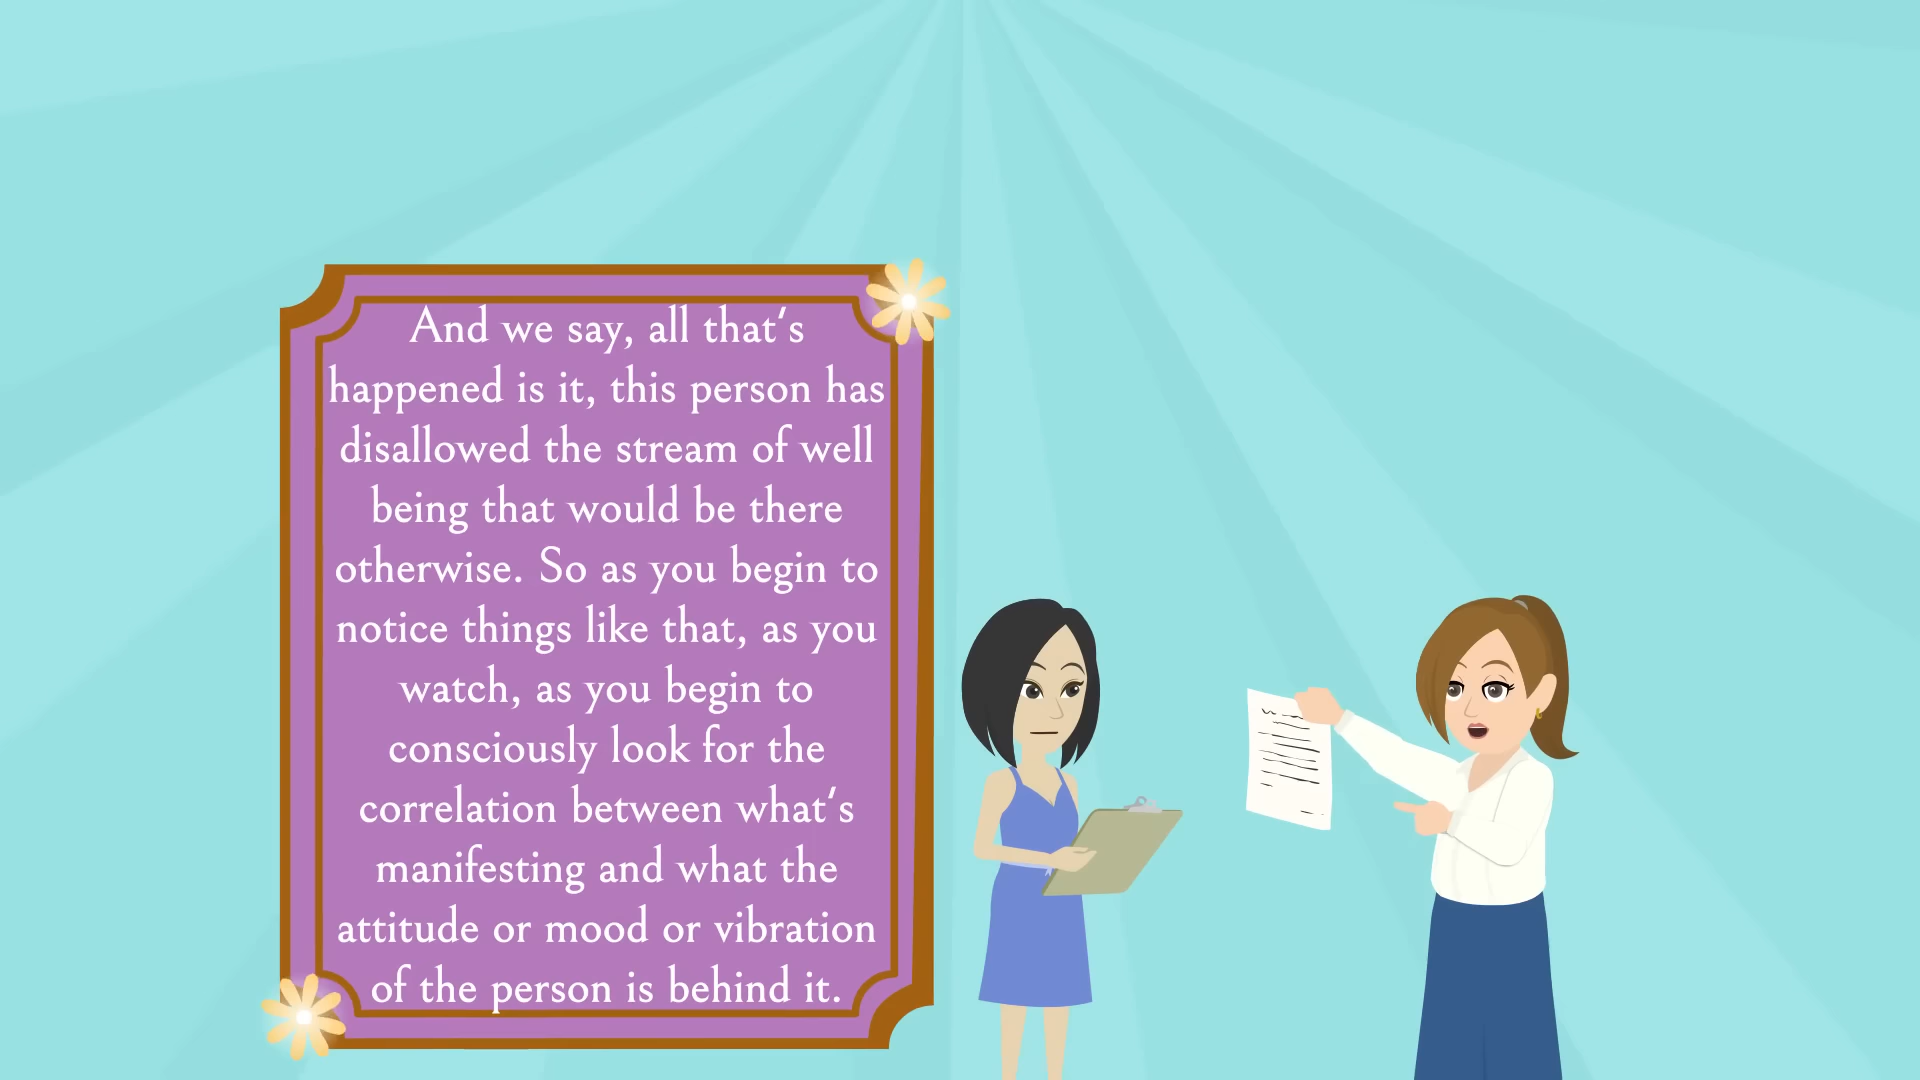 And we say, all that's
happened is it, this person has
disallowed the stream of well
being that would be there
otherwise. So as you begin to
notice things like that, as you
watch, as you begin to
consciously look for the
correlation between what's
manifesting and what the
attitude or mood or vibration
of the person is behind it.